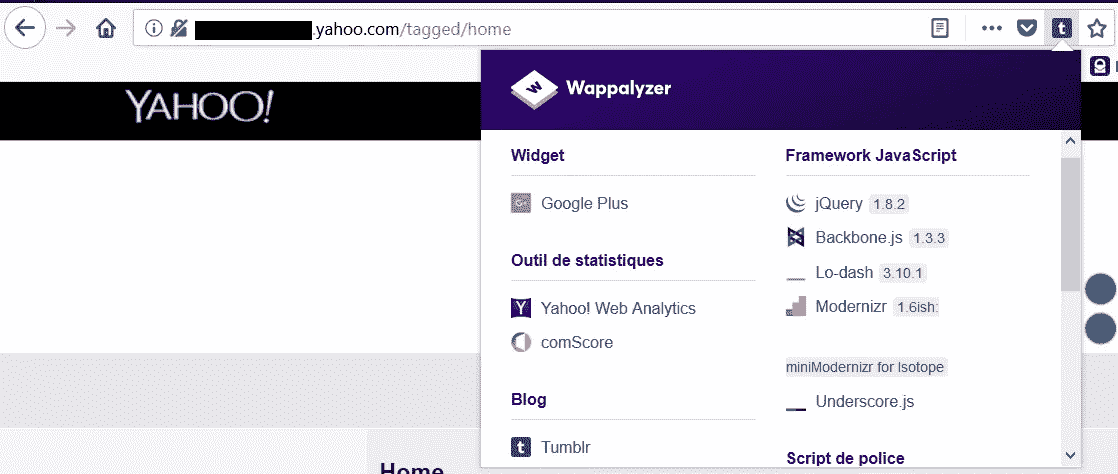 .yahoo.com/tagged/home
YAHOO!
Wappalyzer
Widget
Google Plus
Outil de statistiques
Yahoo! Web Analytics
comScore
Blog
Tumblr
Framework JavaScript
jQuery 1.8.2
Backbone.js 1.3.3
Lo-dash 3.10.1
Modernizr 1.6ish:
miniModernizr for Isotope
Underscore.js
Script de police
Home